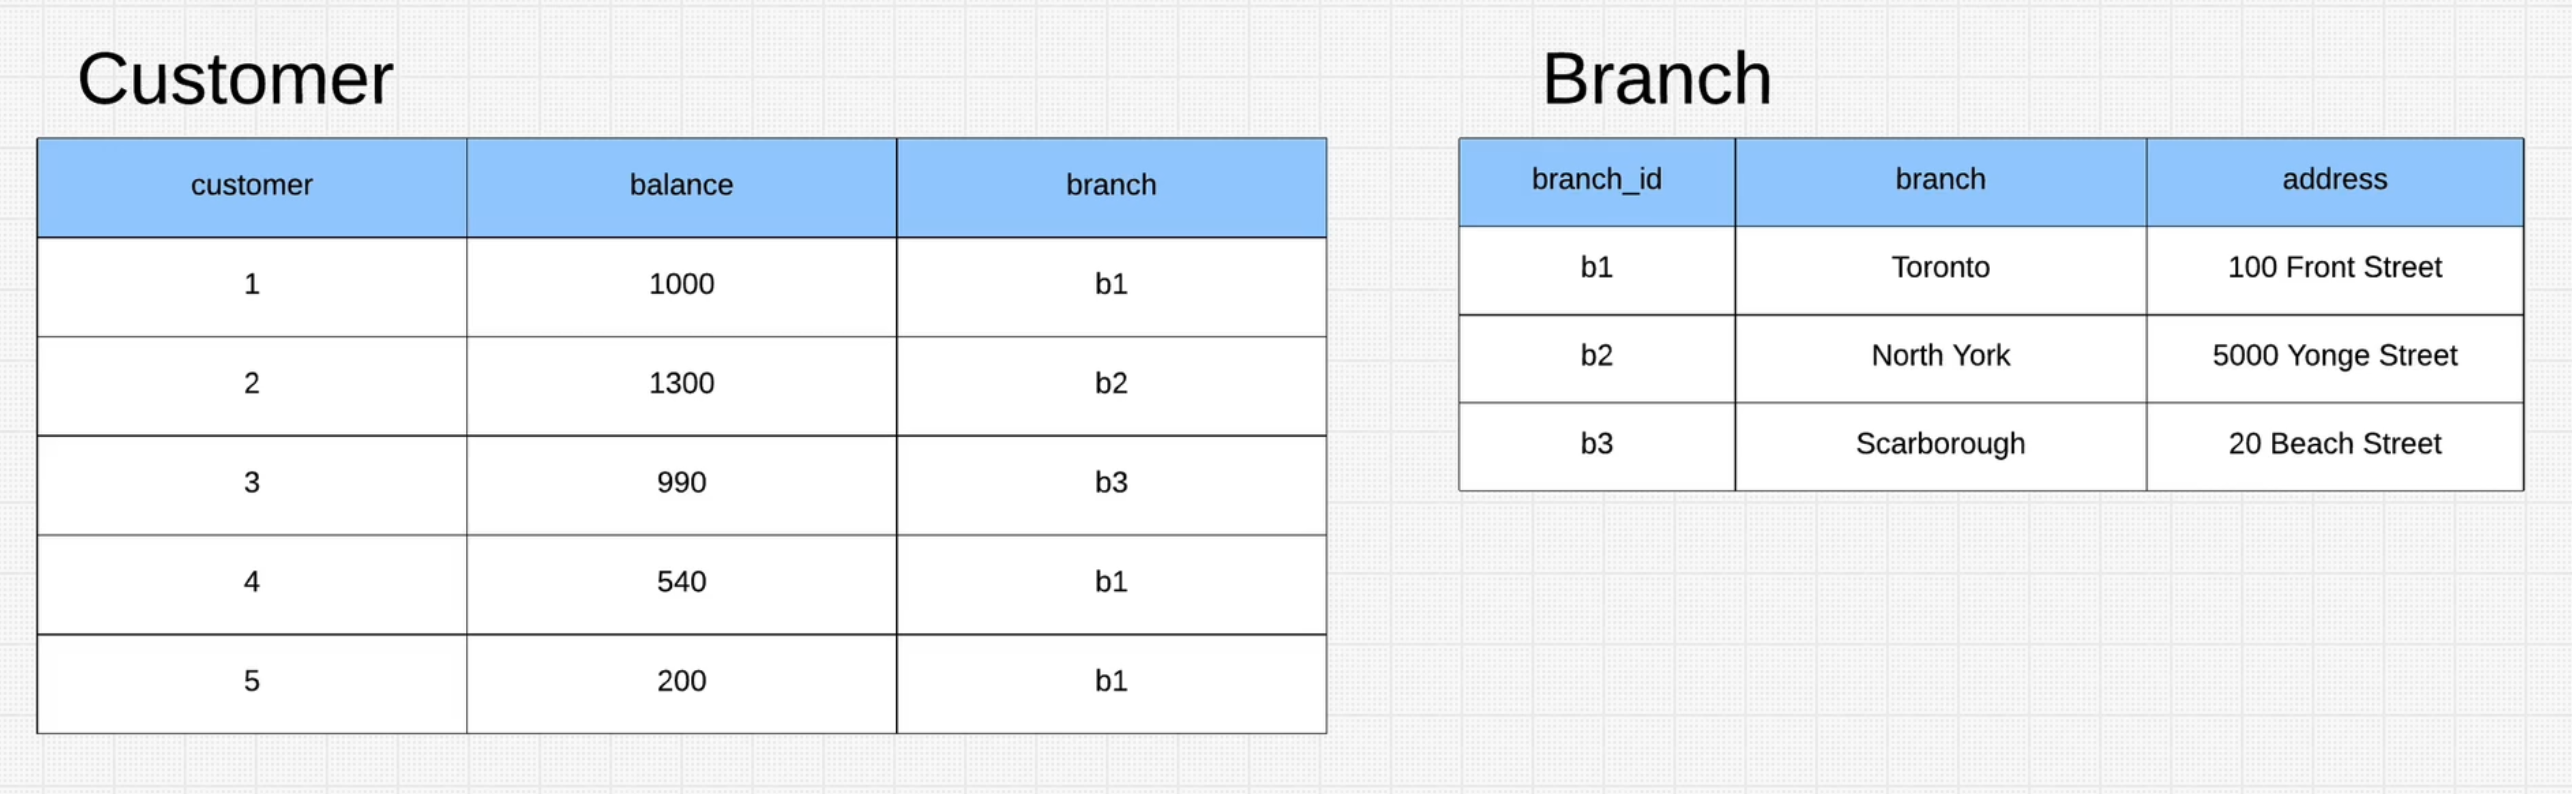 Customer
customer balance branch
1 1000 b1
2 1300 b2
3 990 b3
4 540 b1
5 200 b1
Branch
branch_id branch address
b1 Toronto 100 Front Street
b2 North York 5000 Yonge Street
b3 Scarborough 20 Beach Street